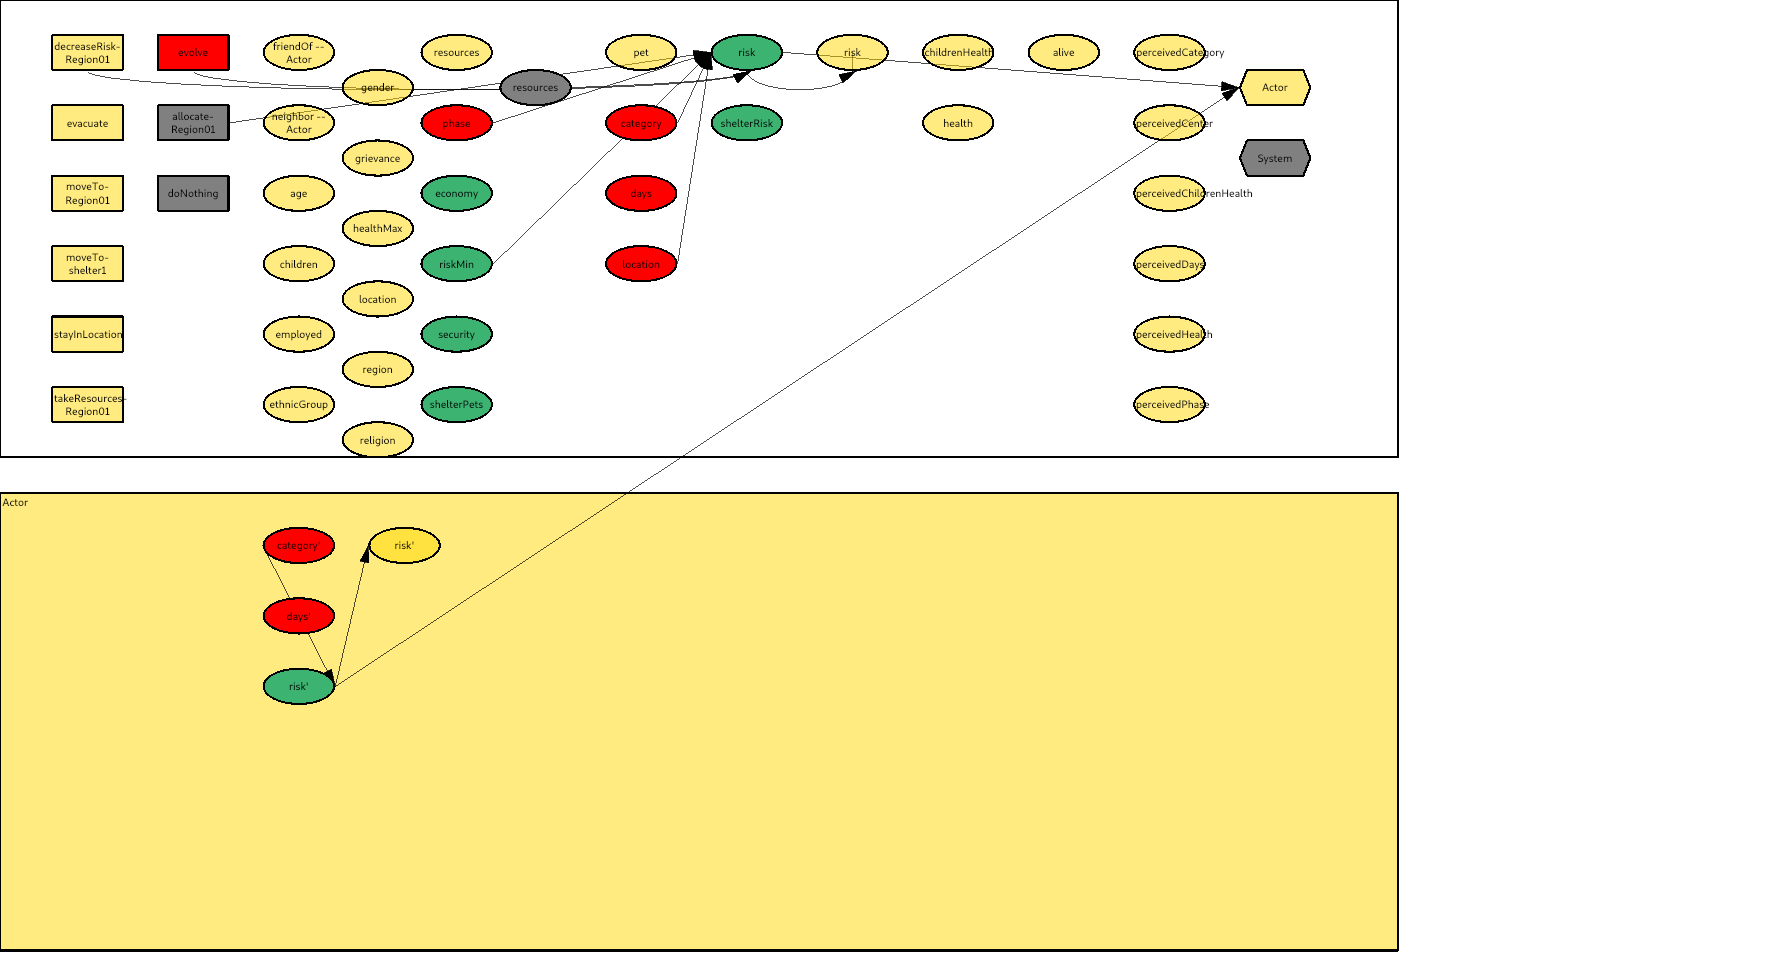 decreaseRisk-
Region01
evolve
friendOf --
Actor
resources
pet
risk
risk
childrenHealth
alive
perceivedCategory
gender
resources
Actor
evacuate
allocate-
Region01
neighbor --
Actor
phase
category
shelterRisk
health
perceivedCenter
grievance
System
moveTo-
Region01
doNothing
age
economy
days
perceivedChildrenHealth
healthMax
moveTo-
shelter1
children
riskMin
location
perceivedDays
location
stayInLocation
employed
security
perceivedHealth
region
takeResources-
Region01
ethnicGroup
shelterPets
perceivedPhase
religion
Actor
category'
risk'
days'
risk'